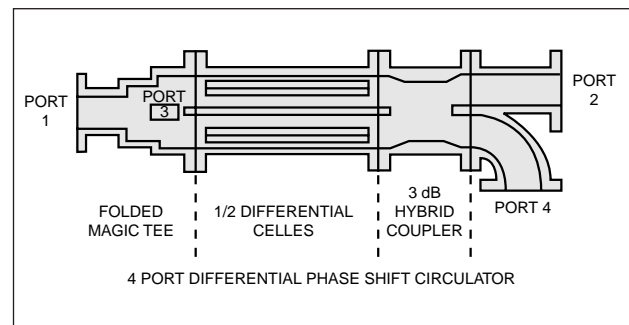 PORT
1
PORT
3
PORT
2
PORT 4
FOLDED
MAGIC TEE
1/2 DIFFERENTIAL
CELLES
3 dB
HYBRID
COUPLER
4 PORT DIFFERENTIAL PHASE SHIFT CIRCULATOR